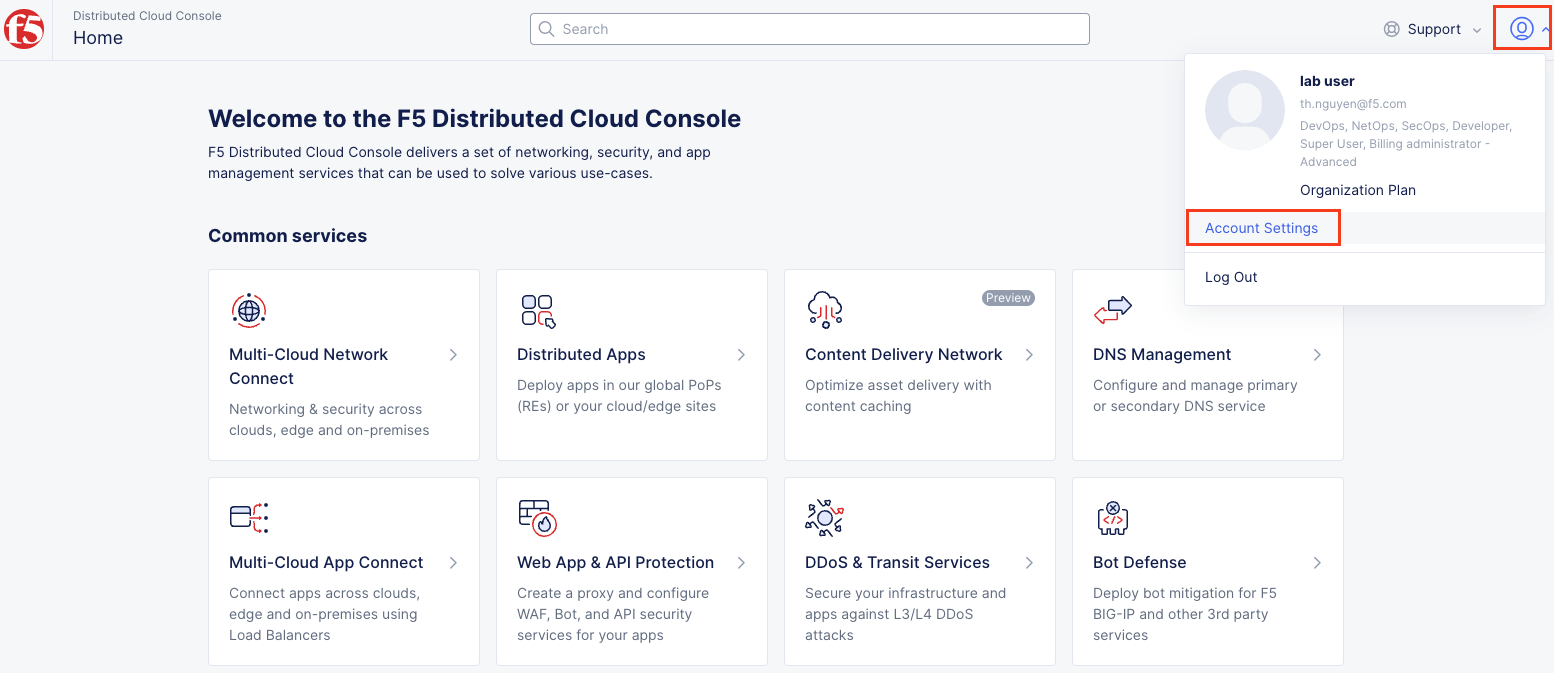 f5
Distributed Cloud Console
Home
Search
Support
lab user
th.nguyen@f5.com
DevOps, NetOps, SecOps, Developer,
Super User, Billing administrator -
Advanced
Organization Plan
Account Settings
Log Out
Welcome to the F5 Distributed Cloud Console
F5 Distributed Cloud Console delivers a set of networking, security, and app
management services that can be used to solve various use-cases.
Common services
Multi-Cloud Network
Connect
Networking & security across
clouds, edge and on-premises
Distributed Apps
Deploy apps in our global PoPs
(REs) or your cloud/edge sites
Preview
Content Delivery Network
Optimize asset delivery with
content caching
DNS Management
Configure and manage primary
or secondary DNS service
Multi-Cloud App Connect
Connect apps across clouds,
edge and on-premises using
Load Balancers
Web App & API Protection
Create a proxy and configure
WAF, Bot, and API security
services for your apps
DDoS & Transit Services
Secure your infrastructure and
apps against L3/L4 DDoS
attacks
Bot Defense
Deploy bot mitigation for F5
BIG-IP and other 3rd party
services